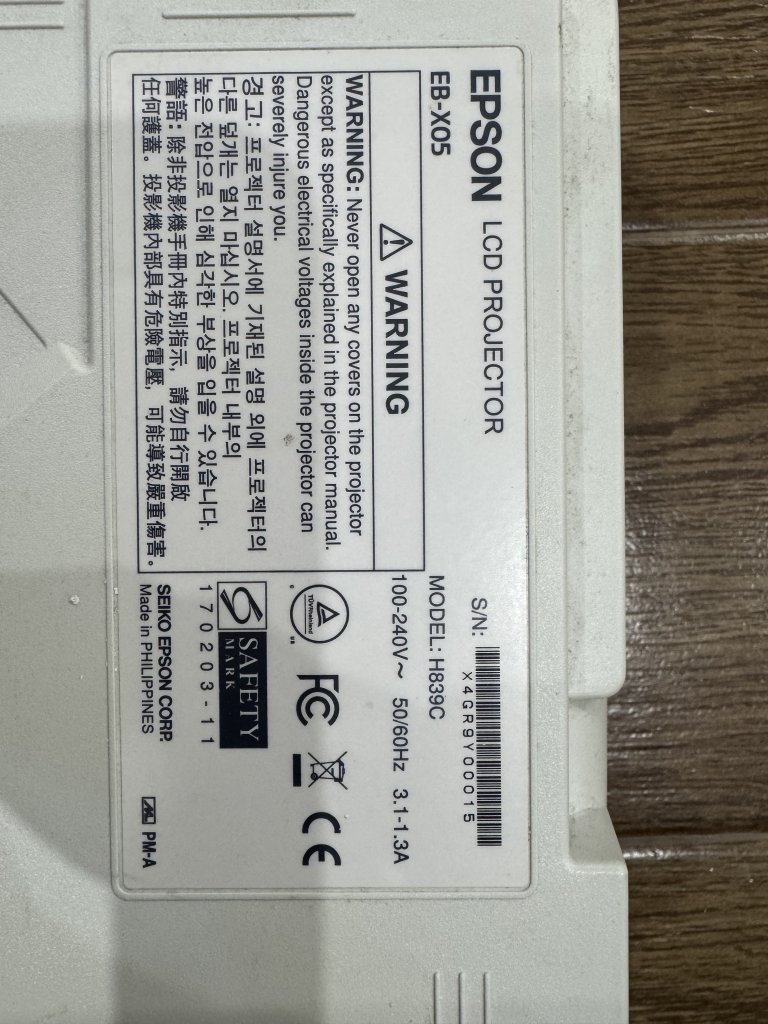 EPSON LCD PROJECTOR
EB-X05
S/N:
X4GR9Y00015
MODEL: H839C
100-240V~ 50/60Hz 3.1-1.3A
WARNING
WARNING: Never open any covers on the projector
except as specifically explained in the projector manual.
Dangerous electrical voltages inside the projector can
severely injure you.
경고: 프로젝터 설명서에 기재된 설명 외에 프로젝터의
다른 덮개는 열지 마십시오. 프로젝터 내부의
높은 전압으로 인해 심각한 부상을 입을 수 있습니다.
警語: 除非投影機手冊內特別指示, 請勿自行開啟
任何護蓋。投影機內部具有危險電壓, 可能導致嚴重傷害。
TÜVRheinland
US
FC
CE
SAFETY
MARK
170203-11
SEIKO EPSON CORP.
Made in PHILIPPINES
PM-A